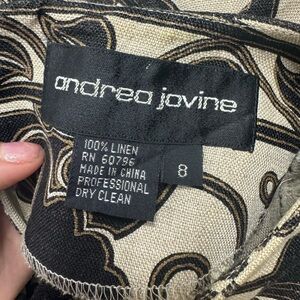 andrea jovine
100% LINEN
RN 60796
MADE IN CHINA
PROFESSIONAL
DRY CLEAN
8